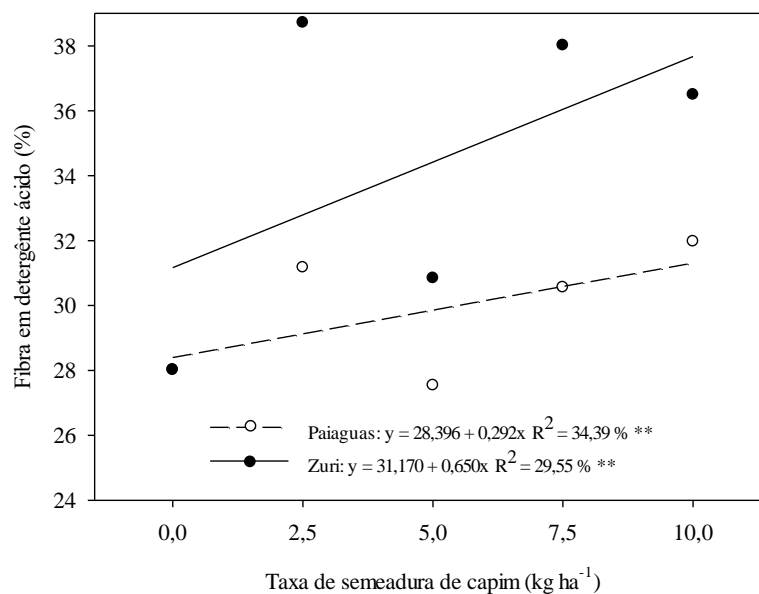 38
36
34
32
30
28
26
24
Fibra em detergênte ácido (%)
Paiaguas: y = 28,396 + 0,292x R² = 34,39 % **
Zuri: y = 31,170 + 0,650x R² = 29,55 % **
0,0 2,5 5,0 7,5 10,0
Taxa de semeadura de capim (kg ha⁻¹)